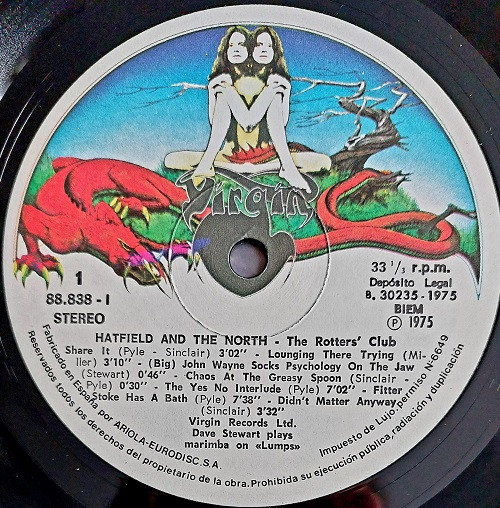 Virgin
1
88.838 - I
STEREO
33 1/3 r.p.m.
Depósito Legal
B. 30235 - 1975
BIEM
Ⓟ 1975
HATFIELD AND THE NORTH - The Rotters' Club
Share It (Pyle - Sinclair) 3'02" - Lounging There Trying (Mi-
ller) 3'10" - (Big) John Wayne Socks Psychology On The Jaw
(Stewart) 0'46" - Chaos At The Greasy Spoon (Sinclair -
Pyle) 0'30" - The Yes No Interlude (Pyle) 7'02" - Fitter
Stoke Has A Bath (Pyle) 7'38" - Didn't Matter Anyway
(Sinclair) 3'32"
Virgin Records Ltd.
Dave Stewart plays
marimba on «Lumps»
Fabricado en España por ARIOLA-EURODISC.S.A. Impuesto de Lujo, permiso N-6649
Reservados todos los derechos del propietario de la obra. Prohibida su ejecución pública, radiación y duplicación